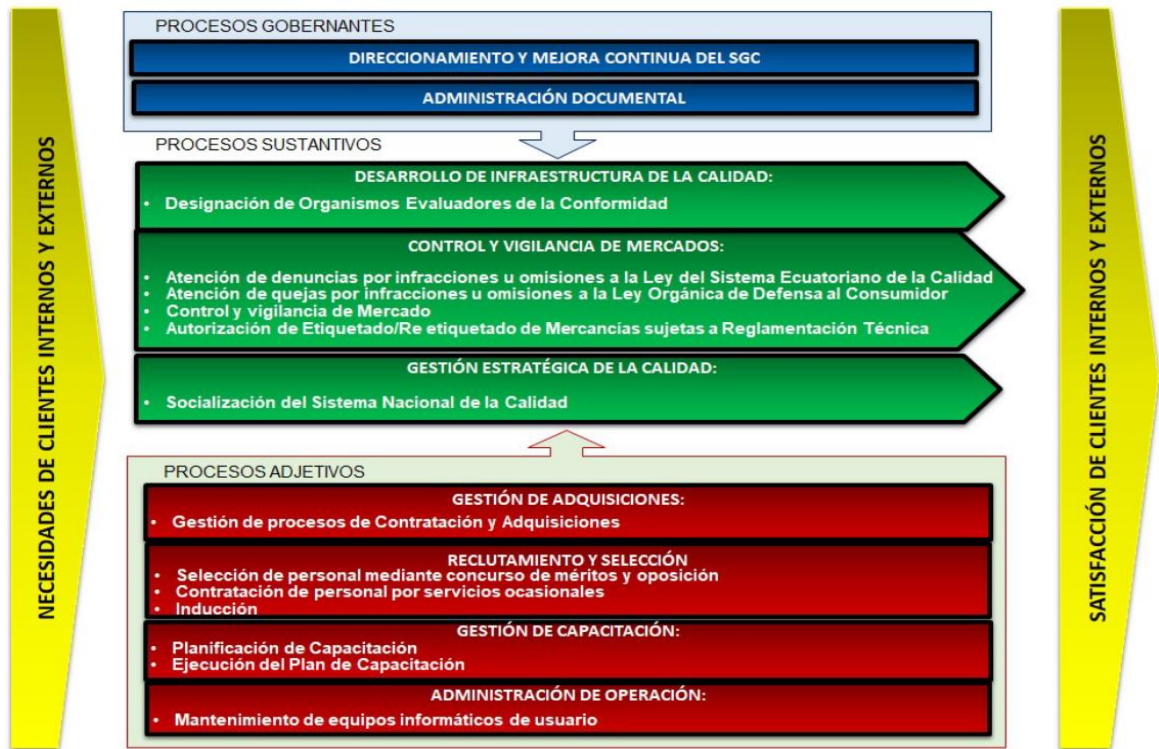 NECESIDADES DE CLIENTES INTERNOS Y EXTERNOS
PROCESOS GOBERNANTES
DIRECCIONAMIENTO Y MEJORA CONTINUA DEL SGC
ADMINISTRACIÓN DOCUMENTAL
PROCESOS SUSTANTIVOS
DESARROLLO DE INFRAESTRUCTURA DE LA CALIDAD:
• Designación de Organismos Evaluadores de la Conformidad
CONTROL Y VIGILANCIA DE MERCADOS:
• Atención de denuncias por infracciones u omisiones a la Ley del Sistema Ecuatoriano de la Calidad
• Atención de quejas por infracciones u omisiones a la Ley Orgánica de Defensa al Consumidor
• Control y vigilancia de Mercado
• Autorización de Etiquetado/Re etiquetado de Mercancías sujetas a Reglamentación Técnica
GESTIÓN ESTRATÉGICA DE LA CALIDAD:
• Socialización del Sistema Nacional de la Calidad
PROCESOS ADJETIVOS
GESTIÓN DE ADQUISICIONES:
• Gestión de procesos de Contratación y Adquisiciones
RECLUTAMIENTO Y SELECCIÓN
• Selección de personal mediante concurso de méritos y oposición
• Contratación de personal por servicios ocasionales
• Inducción
GESTIÓN DE CAPACITACIÓN:
• Planificación de Capacitación
• Ejecución del Plan de Capacitación
ADMINISTRACIÓN DE OPERACIÓN:
• Mantenimiento de equipos informáticos de usuario
SATISFACCIÓN DE CLIENTES INTERNOS Y EXTERNOS